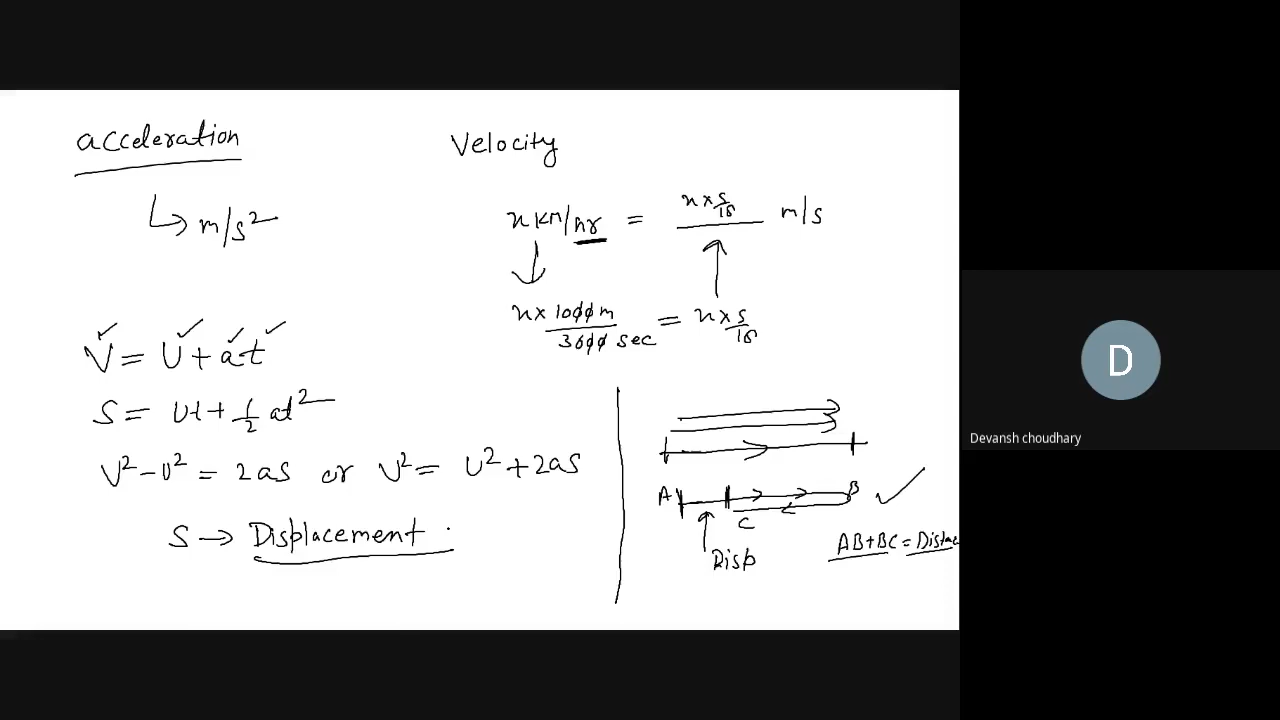 acceleration
↳ m/s²
Velocity
x km/hr = x × 5/18 m/s
x × 1000 m / 3600 sec = x × 5/18
V = U + at
S = Ut + 1/2 at²
V² - U² = 2as or V² = U² + 2as
S → Displacement
A
B
C
Disp
AB+BC = Distac
D
Devansh choudhary